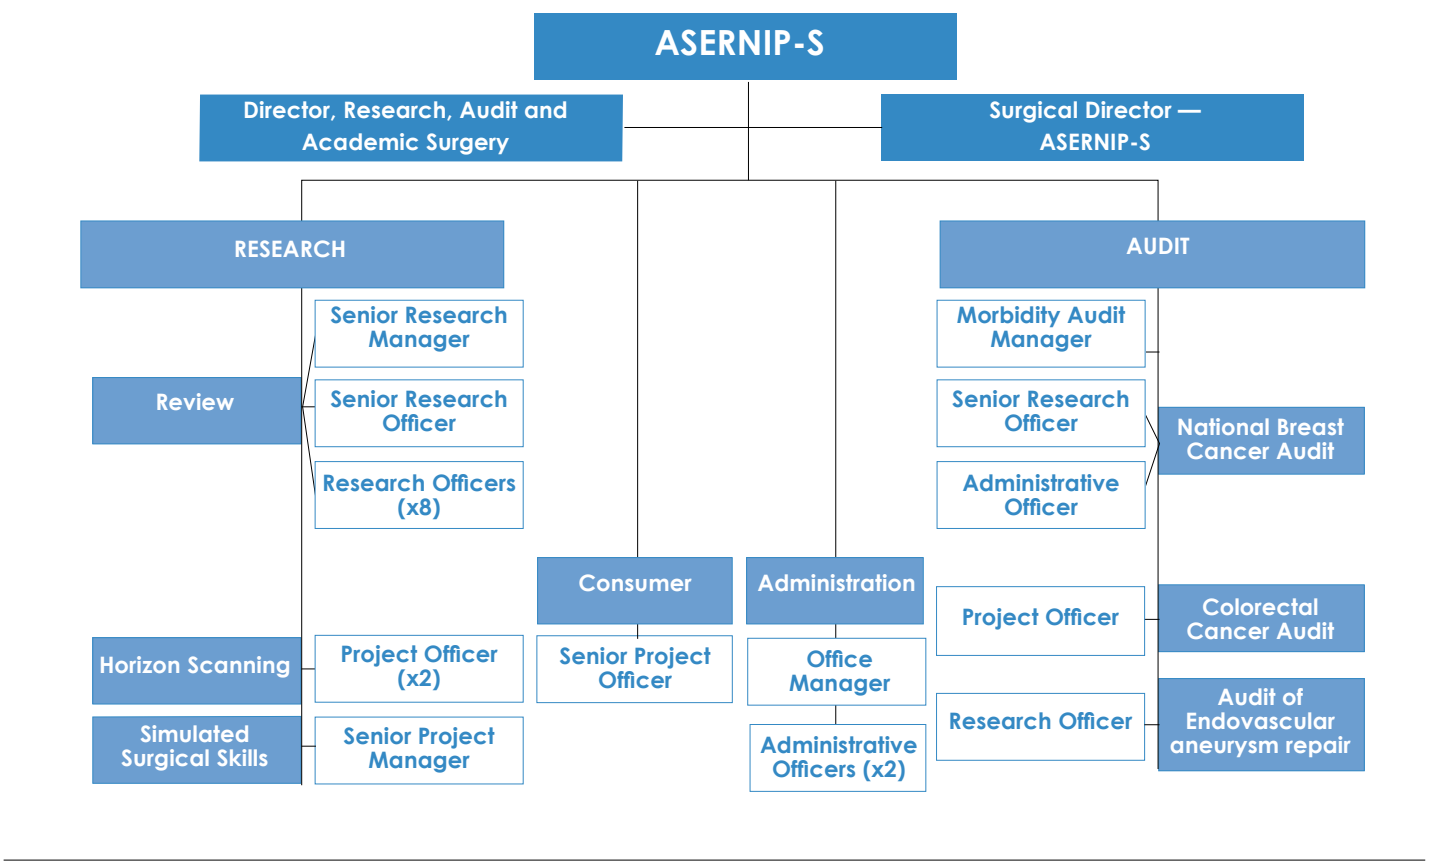 ASERNIP-S
Director, Research, Audit and
Academic Surgery
Surgical Director —
ASERNIP-S
RESEARCH
AUDIT
Senior Research
Manager
Review
Senior Research
Officer
Research Officers
(x8)
Horizon Scanning
Project Officer
(x2)
Simulated
Surgical Skills
Senior Project
Manager
Consumer
Senior Project
Officer
Administration
Office
Manager
Administrative
Officers (x2)
Morbidity Audit
Manager
Senior Research
Officer
National Breast
Cancer Audit
Administrative
Officer
Project Officer
Colorectal
Cancer Audit
Research Officer
Audit of
Endovascular
aneurysm repair